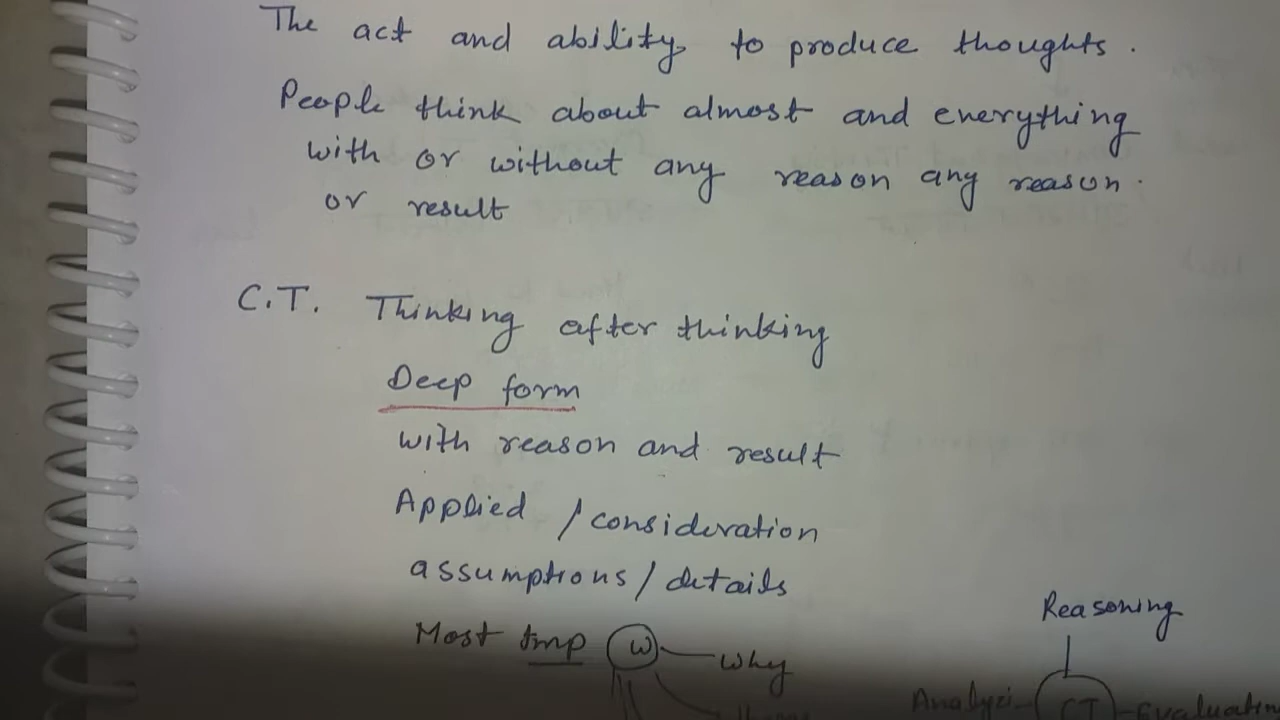 The act and ability to produce thoughts.
People think about almost and everything
with or without any reason any reason.
or result
C.T. Thinking after thinking
Deep form
with reason and result
Applied / consideration
assumptions / details
Most Imp W Why
Reasoning
CT Evaluation